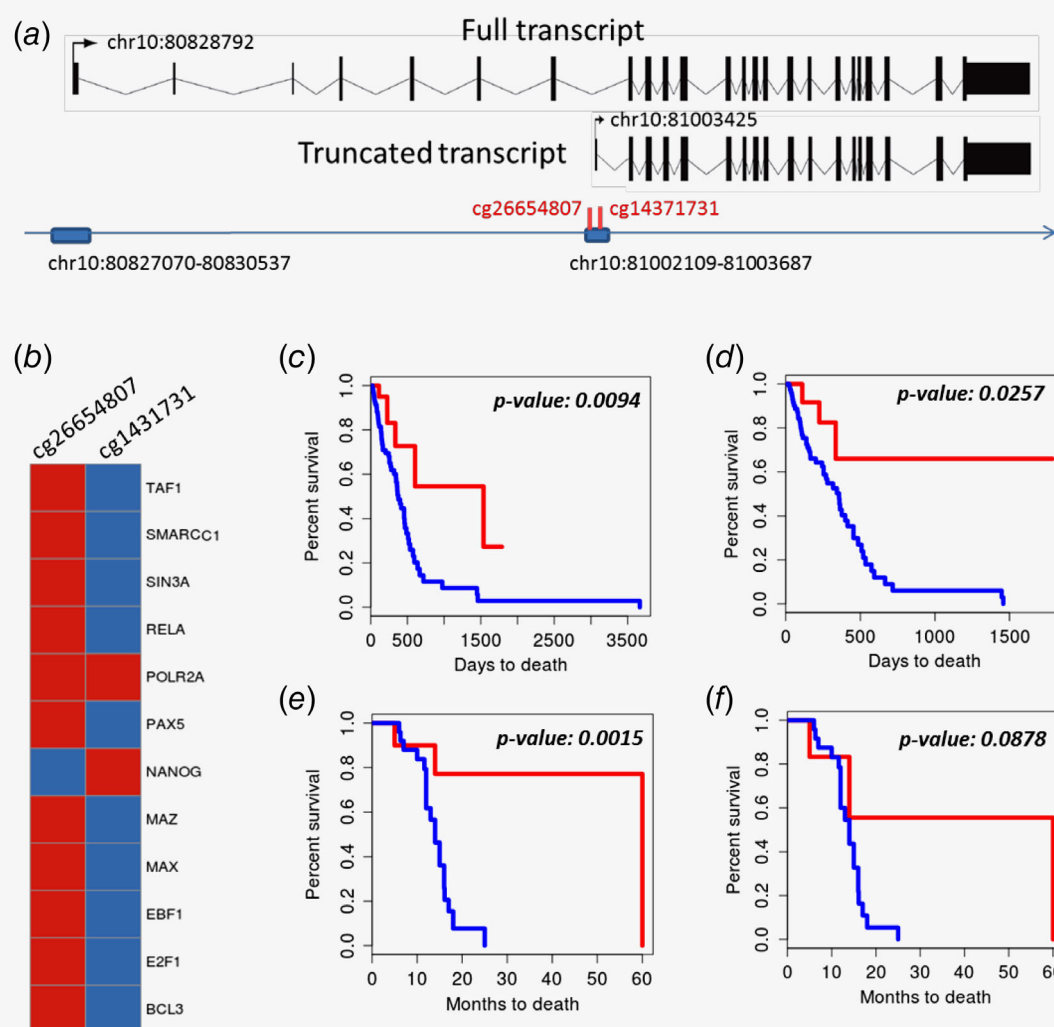 (a)
Full transcript
chr10:80828792
chr10:81003425
Truncated transcript
cg26654807 cg14371731
chr10:80827070-80830537 chr10:81002109-81003687
(b)
cg26654807
cg1431731
TAF1
SMARCC1
SIN3A
RELA
POLR2A
PAX5
NANOG
MAZ
MAX
EBF1
E2F1
BCL3
(c)
p-value: 0.0094
Percent survival
1.0
0.8
0.6
0.4
0.2
0.0
0 500 1500 2500 3500
Days to death
(d)
p-value: 0.0257
Percent survival
1.0
0.8
0.6
0.4
0.2
0.0
0 500 1000 1500
Days to death
(e)
p-value: 0.0015
Percent survival
1.0
0.8
0.6
0.4
0.2
0.0
0 10 20 30 40 50 60
Months to death
(f)
p-value: 0.0878
Percent survival
1.0
0.8
0.6
0.4
0.2
0.0
0 10 20 30 40 50
Months to death